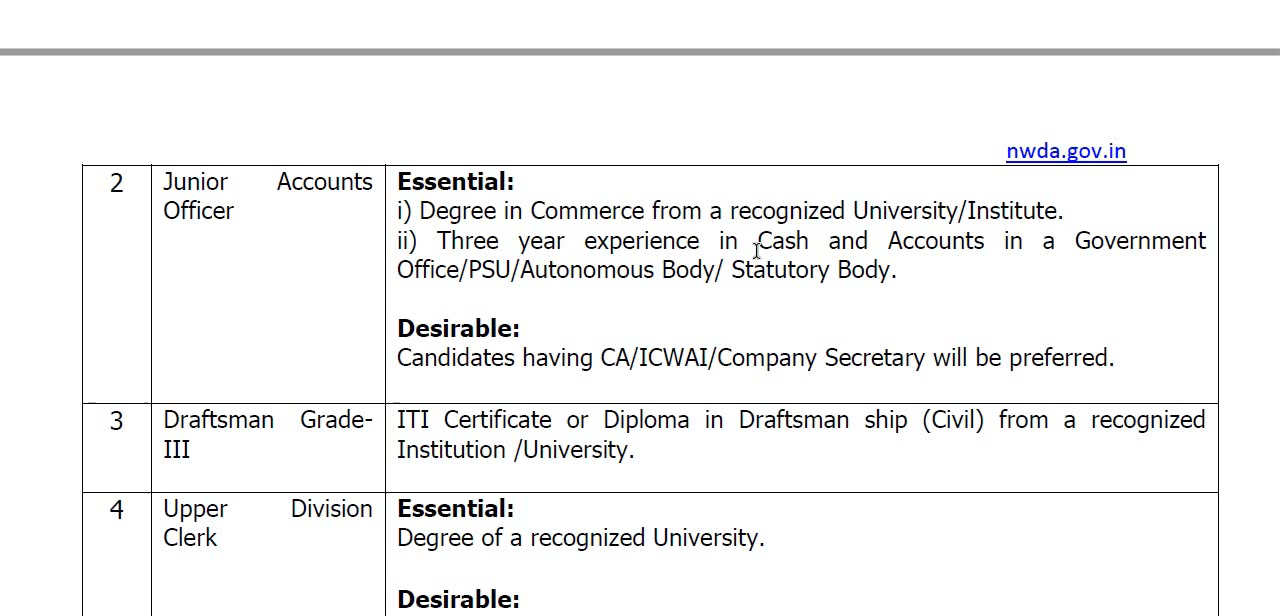 nwda.gov.in
2 Junior Accounts Officer
Essential:
i) Degree in Commerce from a recognized University/Institute.
ii) Three year experience in Cash and Accounts in a Government
Office/PSU/Autonomous Body/ Statutory Body.
Desirable:
Candidates having CA/ICWAI/Company Secretary will be preferred.
3 Draftsman Grade-III
ITI Certificate or Diploma in Draftsman ship (Civil) from a recognized
Institution /University.
4 Upper Division Clerk
Essential:
Degree of a recognized University.
Desirable: